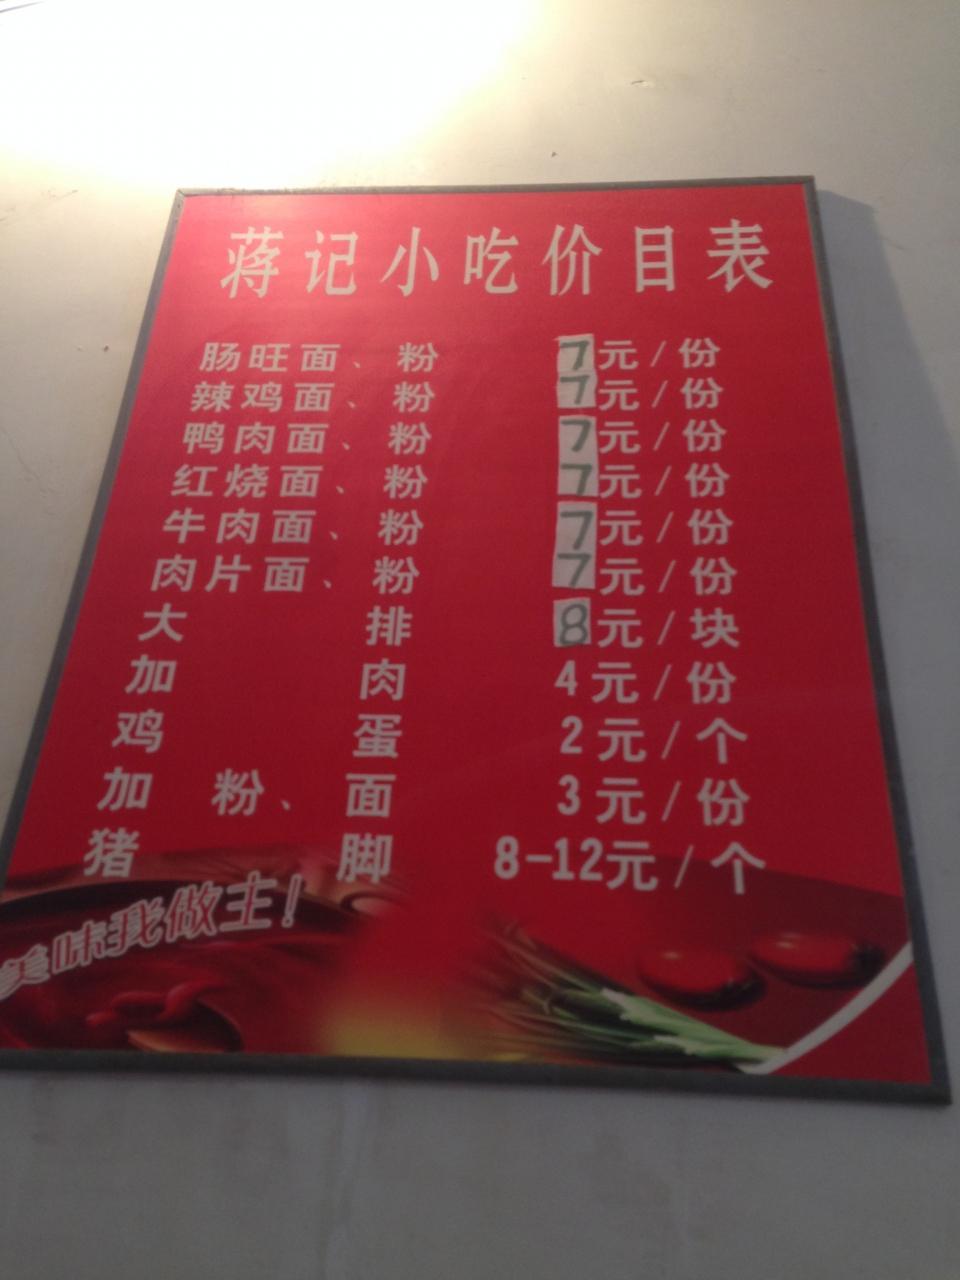 蒋记小吃价目表
肠旺面、粉 7元/份
辣鸡面、粉 7元/份
鸭肉面、粉 7元/份
红烧面、粉 7元/份
牛肉面、粉 7元/份
肉片面、粉 7元/份
大排 8元/块
加肉 4元/份
鸡蛋 2元/个
加粉、面 3元/份
猪脚 8-12元/个
美味我做主!